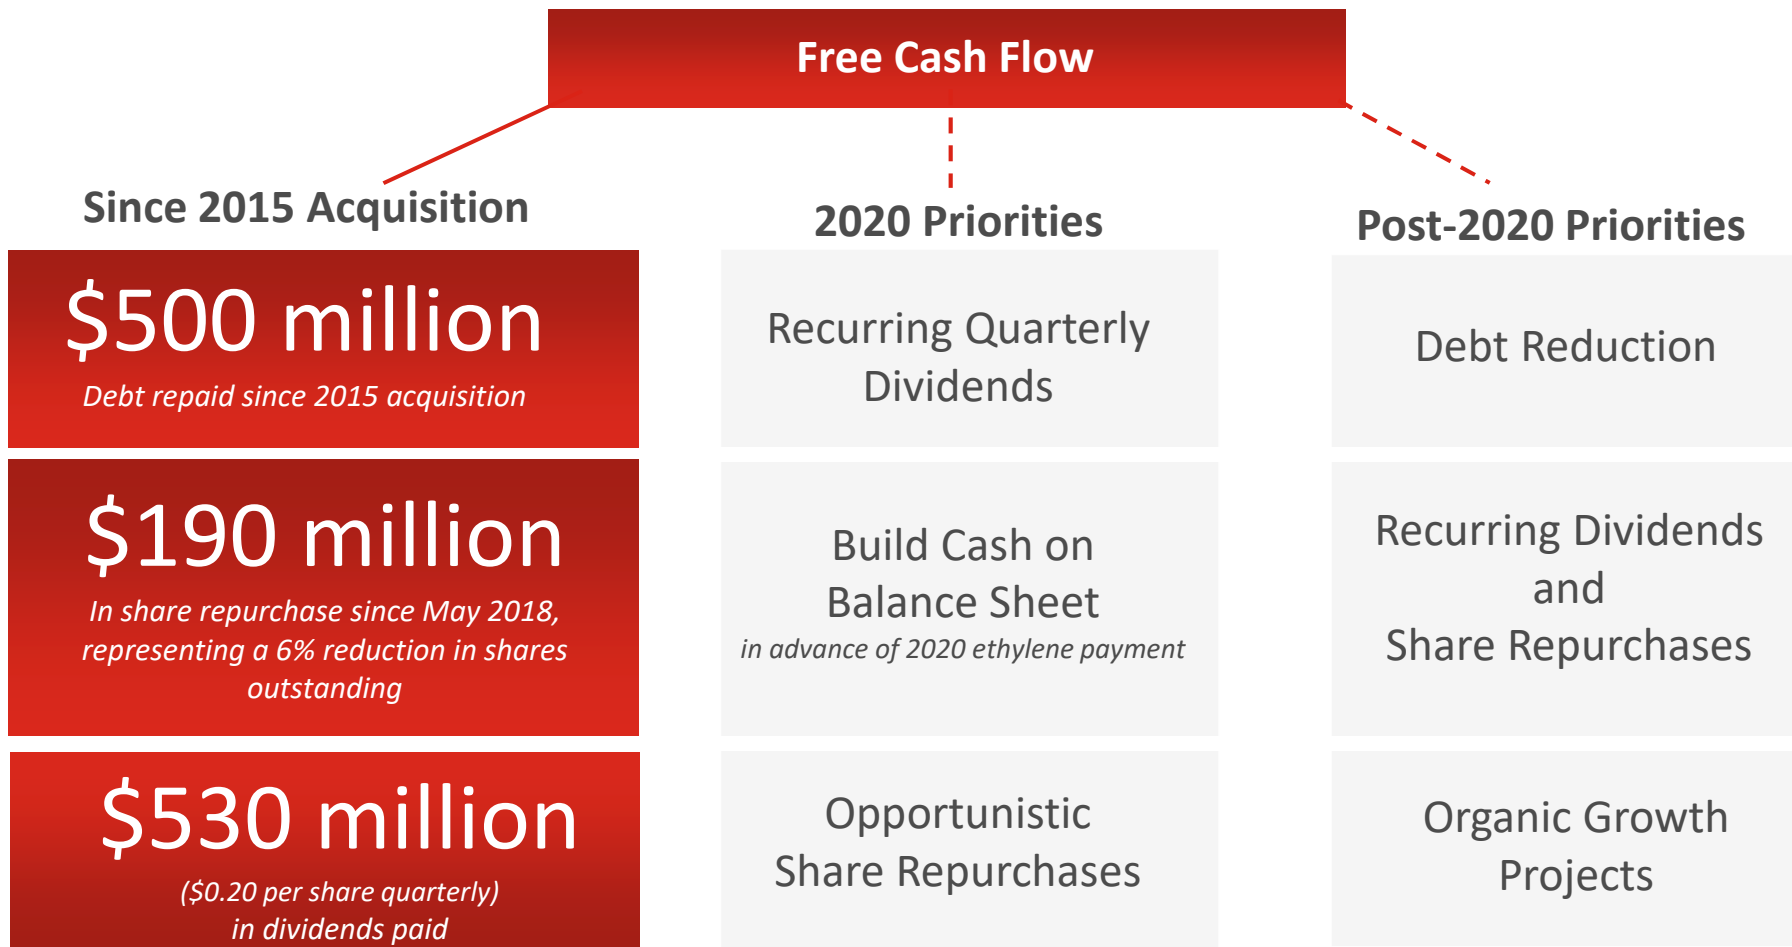 Free Cash Flow
Since 2015 Acquisition
$500 million
Debt repaid since 2015 acquisition
$190 million
In share repurchase since May 2018,
representing a 6% reduction in shares
outstanding
$530 million
($0.20 per share quarterly)
in dividends paid
2020 Priorities
Recurring Quarterly
Dividends
Build Cash on
Balance Sheet
in advance of 2020 ethylene payment
Opportunistic
Share Repurchases
Post-2020 Priorities
Debt Reduction
Recurring Dividends
and
Share Repurchases
Organic Growth
Projects